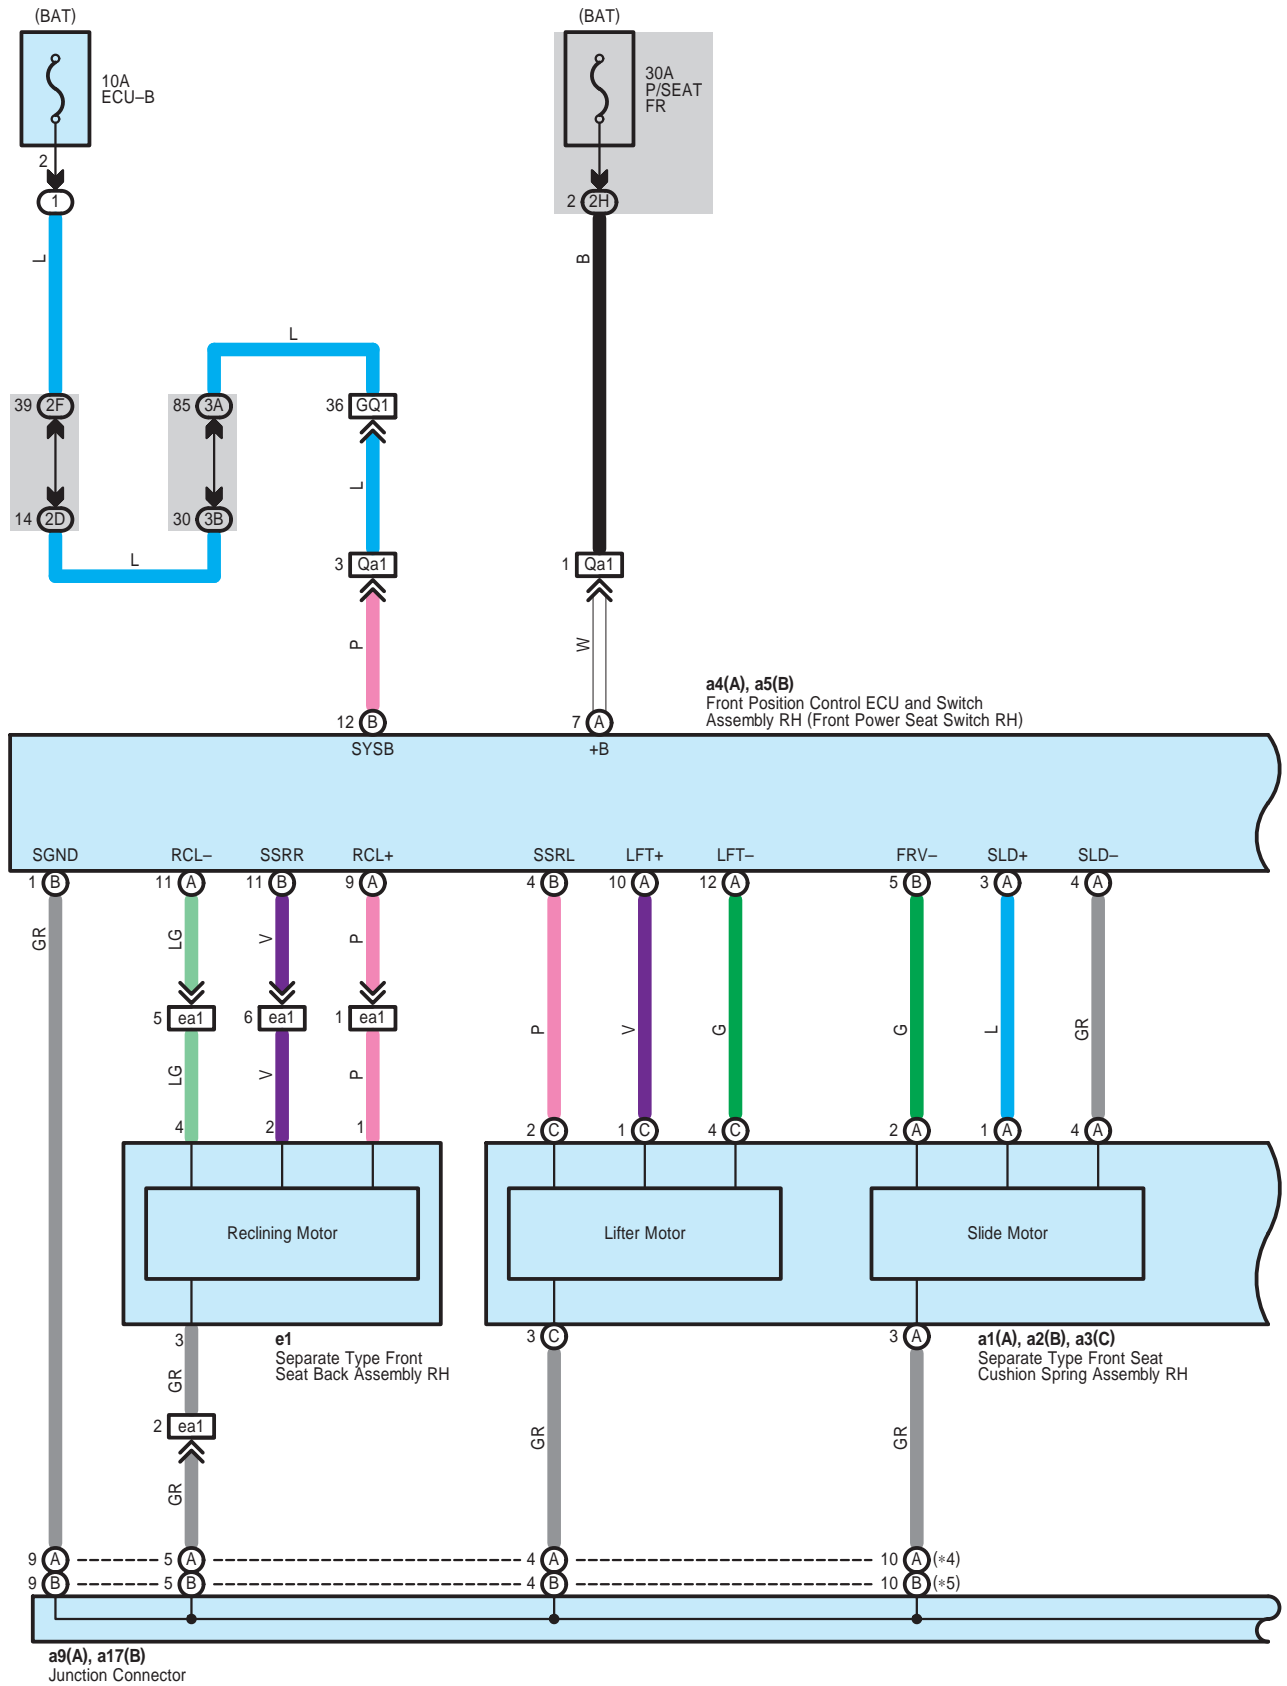 (BAT) (BAT)
10A
ECU–B
30A
P/SEAT
FR
2
1
2 2H
L
B
L
39 2F
85 3A
36 GQ1
L
14 2D
30 3B
L
3 Qa1
1 Qa1
P
W
a4(A), a5(B)
Front Position Control ECU and Switch
Assembly RH (Front Power Seat Switch RH)
12 B
7 A
SYSB
+B
SGND RCL– SSRR RCL+ SSRL LFT+ LFT– FRV– SLD+ SLD–
1 B 11 A 11 B 9 A 4 B 10 A 12 A 5 B 3 A 4 A
GR LG V P
5 ea1 6 ea1 1 ea1
P V G G L GR
LG V P
4 2 1 2 C 1 C 4 C 2 A 1 A 4 A
Reclining Motor Lifter Motor Slide Motor
3
e1
Separate Type Front
Seat Back Assembly RH
3 C
3 A
a1(A), a2(B), a3(C)
Separate Type Front Seat
Cushion Spring Assembly RH
GR
2 ea1
GR GR
GR
9 A 5 A 4 A 10 A (*4)
9 B 5 B 4 B 10 B (*5)
a9(A), a17(B)
Junction Connector